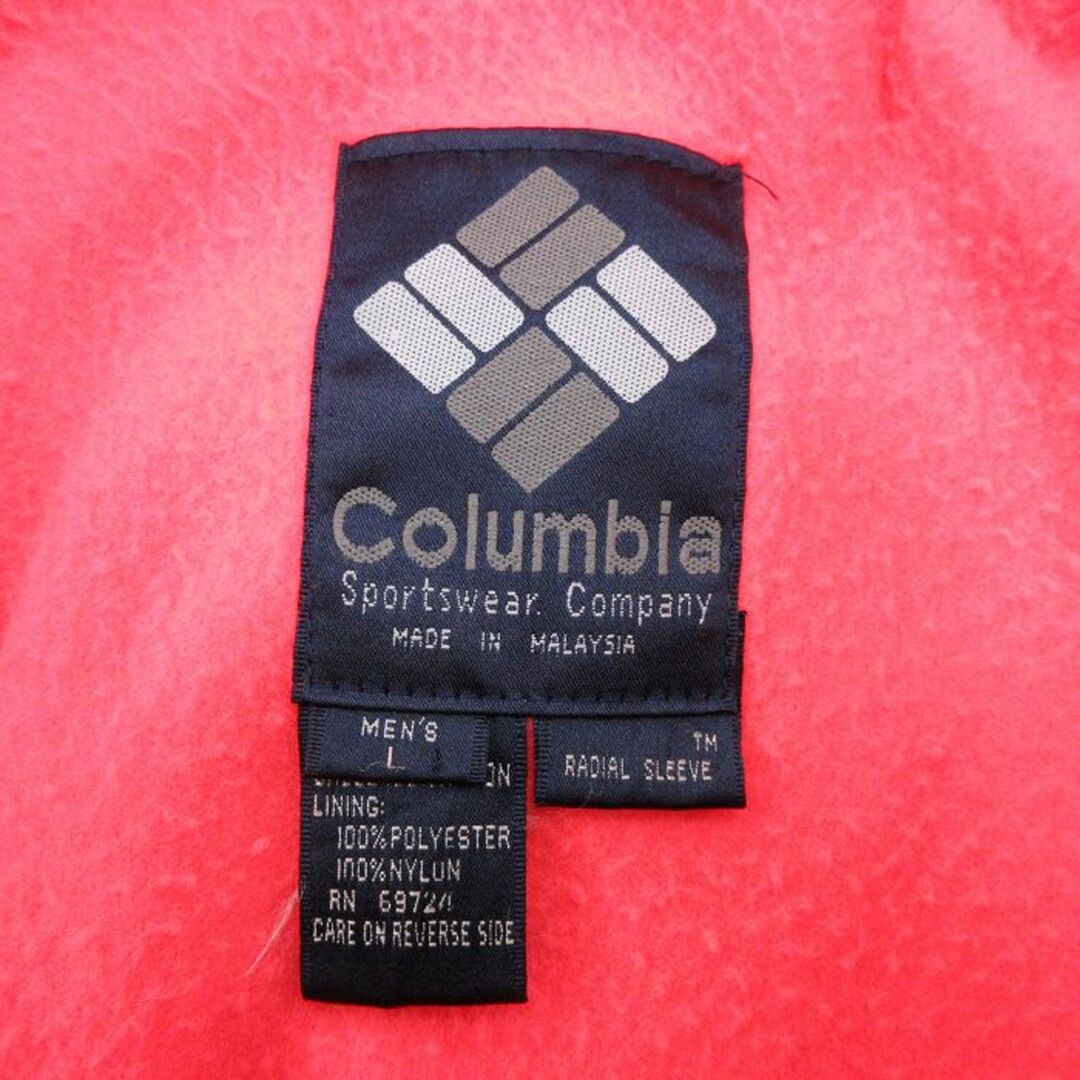 Columbia
Sportswear Company
MADE IN MALAYSIA
MEN'S
L
TM
RADIAL SLEEVE
LINING:
100%POLYESTER
100%NYLON
RN 69724
CARE ON REVERSE SIDE